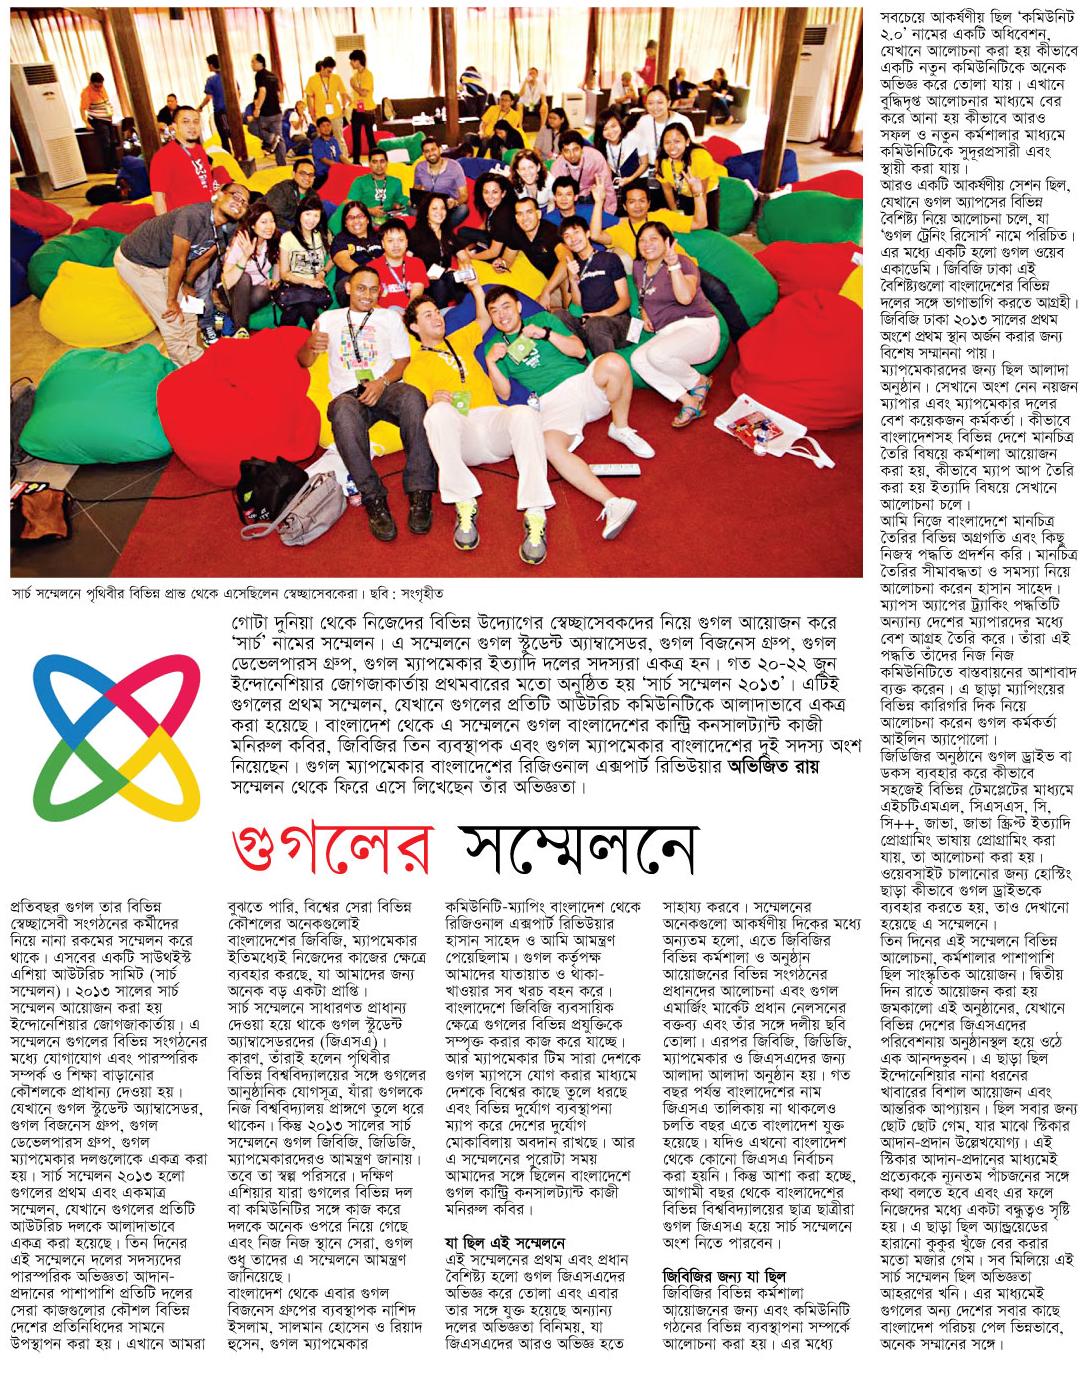 সার্চ সম্মেলনে পৃথিবীর বিভিন্ন প্রান্ত থেকে এসেছিলেন স্বেচ্ছাসেবকেরা। ছবি : সংগৃহীত
গোটা দুনিয়া থেকে নিজেদের বিভিন্ন উদ্যোগের স্বেচ্ছাসেবকদের নিয়ে গুগল আয়োজন করে
‘সার্চ’ নামের সম্মেলন। এ সম্মেলনে গুগল স্টুডেন্ট অ্যাম্বাসেডর, গুগল বিজনেস গ্রুপ, গুগল
ডেভেলপারস গ্রুপ, গুগল ম্যাপমেকার ইত্যাদি দলের সদস্যরা একত্র হন। গত ২০-২২ জুন
ইন্দোনেশিয়ার জোগজাকার্তায় প্রথমবারের মতো অনুষ্ঠিত হয় ‘সার্চ সম্মেলন ২০১৩’। এটিই
গুগলের প্রথম সম্মেলন, যেখানে গুগলের প্রতিটি আউটরিচ কমিউনিটিকে আলাদাভাবে একত্র
করা হয়েছে। বাংলাদেশ থেকে এ সম্মেলনে গুগল বাংলাদেশের কান্ট্রি কনসালট্যান্ট কাজী
মনিরুল কবির, জিবিজির তিন ব্যবস্থাপক এবং গুগল ম্যাপমেকার বাংলাদেশের দুই সদস্য অংশ
নিয়েছেন। গুগল ম্যাপমেকার বাংলাদেশের রিজিওনাল এক্সপার্ট রিভিউয়ার অভিজিত রায়
সম্মেলন থেকে ফিরে এসে লিখেছেন তাঁর অভিজ্ঞতা।
গুগলের সম্মেলনে
প্রতিবছর গুগল তার বিভিন্ন
স্বেচ্ছাসেবী সংগঠনের কর্মীদের
নিয়ে নানা রকমের সম্মেলন করে
থাকে। এসবের একটি সাউথইস্ট
এশিয়া আউটরিচ সামিট (সার্চ
সম্মেলন)। ২০১৩ সালের সার্চ
সম্মেলন আয়োজন করা হয়
ইন্দোনেশিয়ার জোগজাকার্তায়। এ
সম্মেলনে গুগলের বিভিন্ন সংগঠনের
মধ্যে যোগাযোগ এবং পারস্পরিক
সম্পর্ক ও শিক্ষা বাড়ানোর
কৌশলকে প্রাধান্য দেওয়া হয়।
যেখানে গুগল স্টুডেন্ট অ্যাম্বাসেডর,
গুগল বিজনেস গ্রুপ, গুগল
ডেভেলপারস গ্রুপ, গুগল
ম্যাপমেকার দলগুলোকে একত্র করা
হয়। সার্চ সম্মেলন ২০১৩ হলো
গুগলের প্রথম এবং একমাত্র
সম্মেলন, যেখানে গুগলের প্রতিটি
আউটরিচ দলকে আলাদাভাবে
একত্র করা হয়েছে। তিন দিনের
এই সম্মেলনে দলের সদস্যদের
পারস্পরিক অভিজ্ঞতা আদান-
প্রদানের পাশাপাশি প্রতিটি দলের
সেরা কাজগুলোর কৌশল বিভিন্ন
দেশের প্রতিনিধিদের সামনে
উপস্থাপন করা হয়। এখানে আমরা
বুঝতে পারি, বিশ্বের সেরা বিভিন্ন
কৌশলের অনেকগুলোই
বাংলাদেশের জিবিজি, ম্যাপমেকার
ইতিমধ্যেই নিজেদের কাজের ক্ষেত্রে
ব্যবহার করছে, যা আমাদের জন্য
অনেক বড় একটা প্রাপ্তি।
সার্চ সম্মেলনে সাধারণত প্রাধান্য
দেওয়া হয়ে থাকে গুগল স্টুডেন্ট
অ্যাম্বাসেডরদের (জিএসএ)।
কারণ, তাঁরাই হলেন পৃথিবীর
বিভিন্ন বিশ্ববিদ্যালয়ের সঙ্গে গুগলের
আনুষ্ঠানিক যোগসূত্র, যাঁরা গুগলকে
নিজ বিশ্ববিদ্যালয় প্রাঙ্গণে তুলে ধরে
থাকেন। কিন্তু ২০১৩ সালের সার্চ
সম্মেলনে গুগল জিবিজি, জিডিজি,
ম্যাপমেকারদেরও আমন্ত্রণ জানায়।
তবে তা স্বল্প পরিসরে। দক্ষিণ
এশিয়ার যারা গুগলের বিভিন্ন দল
বা কমিউনিটির সঙ্গে কাজ করে
দলকে অনেক ওপরে নিয়ে গেছে
এবং নিজ নিজ স্থানে সেরা, গুগল
শুধু তাদের এ সম্মেলনে আমন্ত্রণ
জানিয়েছে।
বাংলাদেশ থেকে এবার গুগল
বিজনেস গ্রুপের ব্যবস্থাপক নাশিদ
ইসলাম, সালমান হোসেন ও রিয়াদ
হুসেন, গুগল ম্যাপমেকার
কমিউনিটি-ম্যাপিং বাংলাদেশ থেকে
রিজিওনাল এক্সপার্ট রিভিউয়ার
হাসান সাহেদ ও আমি আমন্ত্রণ
পেয়েছিলাম। গুগল কর্তৃপক্ষ
আমাদের যাতায়াত ও থাকা-
খাওয়ার সব খরচ বহন করে।
বাংলাদেশে জিবিজি ব্যবসায়িক
ক্ষেত্রে গুগলের বিভিন্ন প্রযুক্তিকে
সম্পৃক্ত করার কাজ করে যাচ্ছে।
আর ম্যাপমেকার টিম সারা দেশকে
গুগল ম্যাপসে যোগ করার মাধ্যমে
দেশকে বিশ্বের কাছে তুলে ধরছে
এবং বিভিন্ন দুর্যোগ ব্যবস্থাপনা
ম্যাপ করে দেশের দুর্যোগ
মোকাবিলায় অবদান রাখছে। আর
এ সম্মেলনের পুরোটা সময়
আমাদের সঙ্গে ছিলেন বাংলাদেশে
গুগল কান্ট্রি কনসালট্যান্ট কাজী
মনিরুল কবির।
যা ছিল এই সম্মেলনে
এই সম্মেলনের প্রথম এবং প্রধান
বৈশিষ্ট্য হলো গুগল জিএসএদের
অভিজ্ঞ করে তোলা এবং এবার
তার সঙ্গে যুক্ত হয়েছে অন্যান্য
দলের অভিজ্ঞতা বিনিময়, যা
জিএসএদের আরও অভিজ্ঞ হতে
সাহায্য করবে। সম্মেলনের
অনেকগুলো আকর্ষণীয় দিকের মধ্যে
অন্যতম হলো, এতে জিবিজির
বিভিন্ন কর্মশালা ও অনুষ্ঠান
আয়োজনের বিভিন্ন সংগঠনের
প্রধানদের আলোচনা এবং গুগল
এমার্জিং মার্কেট প্রধান নেলসনের
বক্তব্য এবং তাঁর সঙ্গে দলীয় ছবি
তোলা। এরপর জিবিজি, জিডিজি,
ম্যাপমেকার ও জিএসএদের জন্য
আলাদা আলাদা অনুষ্ঠান হয়। গত
বছর পর্যন্ত বাংলাদেশের নাম
জিএসএ তালিকায় না থাকলেও
চলতি বছর এতে বাংলাদেশ যুক্ত
হয়েছে। যদিও এখনো বাংলাদেশ
থেকে কোনো জিএসএ নির্বাচন
করা হয়নি। কিন্তু আশা করা হচ্ছে,
আগামী বছর থেকে বাংলাদেশের
বিভিন্ন বিশ্ববিদ্যালয়ের ছাত্র ছাত্রীরা
গুগল জিএসএ হয়ে সার্চ সম্মেলনে
অংশ নিতে পারবেন।
জিবিজির জন্য যা ছিল
জিবিজির বিভিন্ন কর্মশালা
আয়োজনের জন্য এবং কমিউনিটি
গঠনের বিভিন্ন ব্যবস্থাপনা সম্পর্কে
আলোচনা করা হয়। এর মধ্যে
সবচেয়ে আকর্ষণীয় ছিল ‘কমিউনিট
২.০’ নামের একটি অধিবেশন,
যেখানে আলোচনা করা হয় কীভাবে
একটি নতুন কমিউনিটিকে অনেক
অভিজ্ঞ করে তোলা যায়। এখানে
বুদ্ধিদৃপ্ত আলোচনার মাধ্যমে বের
করে আনা হয় কীভাবে আরও
সফল ও নতুন কর্মশালার মাধ্যমে
কমিউনিটিকে সুদূরপ্রসারী এবং
স্থায়ী করা যায়।
আরও একটি আকর্ষণীয় সেশন ছিল,
যেখানে গুগল অ্যাপসের বিভিন্ন
বৈশিষ্ট্য নিয়ে আলোচনা চলে, যা
‘গুগল ট্রেনিং রিসোর্স’ নামে পরিচিত।
এর মধ্যে একটি হলো গুগল ওয়েব
একাডেমি। জিবিজি ঢাকা এই
বৈশিষ্ট্যগুলো বাংলাদেশের বিভিন্ন
দলের সঙ্গে ভাগাভাগি করতে আগ্রহী।
জিবিজি ঢাকা ২০১৩ সালের প্রথম
অংশে প্রথম স্থান অর্জন করার জন্য
বিশেষ সম্মাননা পায়।
ম্যাপমেকারদের জন্য ছিল আলাদা
অনুষ্ঠান। সেখানে অংশ নেন নয়জন
ম্যাপার এবং ম্যাপমেকার দলের
বেশ কয়েকজন কর্মকর্তা। কীভাবে
বাংলাদেশসহ বিভিন্ন দেশে মানচিত্র
তৈরি বিষয়ে কর্মশালা আয়োজন
করা হয়, কীভাবে ম্যাপ আপ তৈরি
করা হয় ইত্যাদি বিষয়ে সেখানে
আলোচনা চলে।
আমি নিজে বাংলাদেশে মানচিত্র
তৈরির বিভিন্ন অগ্রগতি এবং কিছু
নিজস্ব পদ্ধতি প্রদর্শন করি। মানচিত্র
তৈরির সীমাবদ্ধতা ও সমস্যা নিয়ে
আলোচনা করেন হাসান সাহেদ।
ম্যাপস অ্যাপের ট্র্যাকিং পদ্ধতিটি
অন্যান্য দেশের ম্যাপারদের মধ্যে
বেশ আগ্রহ তৈরি করে। তাঁরা এই
পদ্ধতি তাঁদের নিজ নিজ
কমিউনিটিতে বাস্তবায়নের আশাবাদ
ব্যক্ত করেন। এ ছাড়া ম্যাপিংয়ের
বিভিন্ন কারিগরি দিক নিয়ে
আলোচনা করেন গুগল কর্মকর্তা
আইলিন অ্যাপোলো।
জিডিজির অনুষ্ঠানে গুগল ড্রাইভ বা
ডকস ব্যবহার করে কীভাবে
সহজেই বিভিন্ন টেমপ্লেটের মাধ্যমে
এইচটিএমএল, সিএসএস, সি,
সি++, জাভা, জাভা স্ক্রিপ্ট ইত্যাদি
প্রোগ্রামিং ভাষায় প্রোগ্রামিং করা
যায়, তা আলোচনা করা হয়।
ওয়েবসাইট চালানোর জন্য হোস্টিং
ছাড়া কীভাবে গুগল ড্রাইভকে
ব্যবহার করতে হয়, তাও দেখানো
হয়েছে এ সম্মেলনে।
তিন দিনের এই সম্মেলনে বিভিন্ন
আলোচনা, কর্মশালার পাশাপাশি
ছিল সাংস্কৃতিক আয়োজন। দ্বিতীয়
দিন রাতে আয়োজন করা হয়
জমকালো এই অনুষ্ঠানের, যেখানে
বিভিন্ন দেশের জিএসএদের
পরিবেশনায় অনুষ্ঠানস্থল হয়ে ওঠে
এক আনন্দভুবন। এ ছাড়া ছিল
ইন্দোনেশিয়ার নানা ধরনের
খাবারের বিশাল আয়োজন এবং
আন্তরিক আপ্যায়ন। ছিল সবার জন্য
ছোট ছোট গেম, যার মাঝে স্টিকার
আদান-প্রদান উল্লেখযোগ্য। এই
স্টিকার আদান-প্রদানের মাধ্যমেই
প্রত্যেককে ন্যূনতম পাঁচজনের সঙ্গে
কথা বলতে হবে এবং এর ফলে
নিজেদের মধ্যে একটা বন্ধুত্বও সৃষ্টি
হয়। এ ছাড়া ছিল অ্যান্ড্রয়েডের
হারানো কুকুর খুঁজে বের করার
মতো মজার গেম। সব মিলিয়ে এই
সার্চ সম্মেলন ছিল অভিজ্ঞতা
আহরণের খনি। এর মাধ্যমেই
গুগলের অন্য দেশের সবার কাছে
বাংলাদেশ পরিচয় পেল ভিন্নভাবে,
অনেক সম্মানের সঙ্গে।